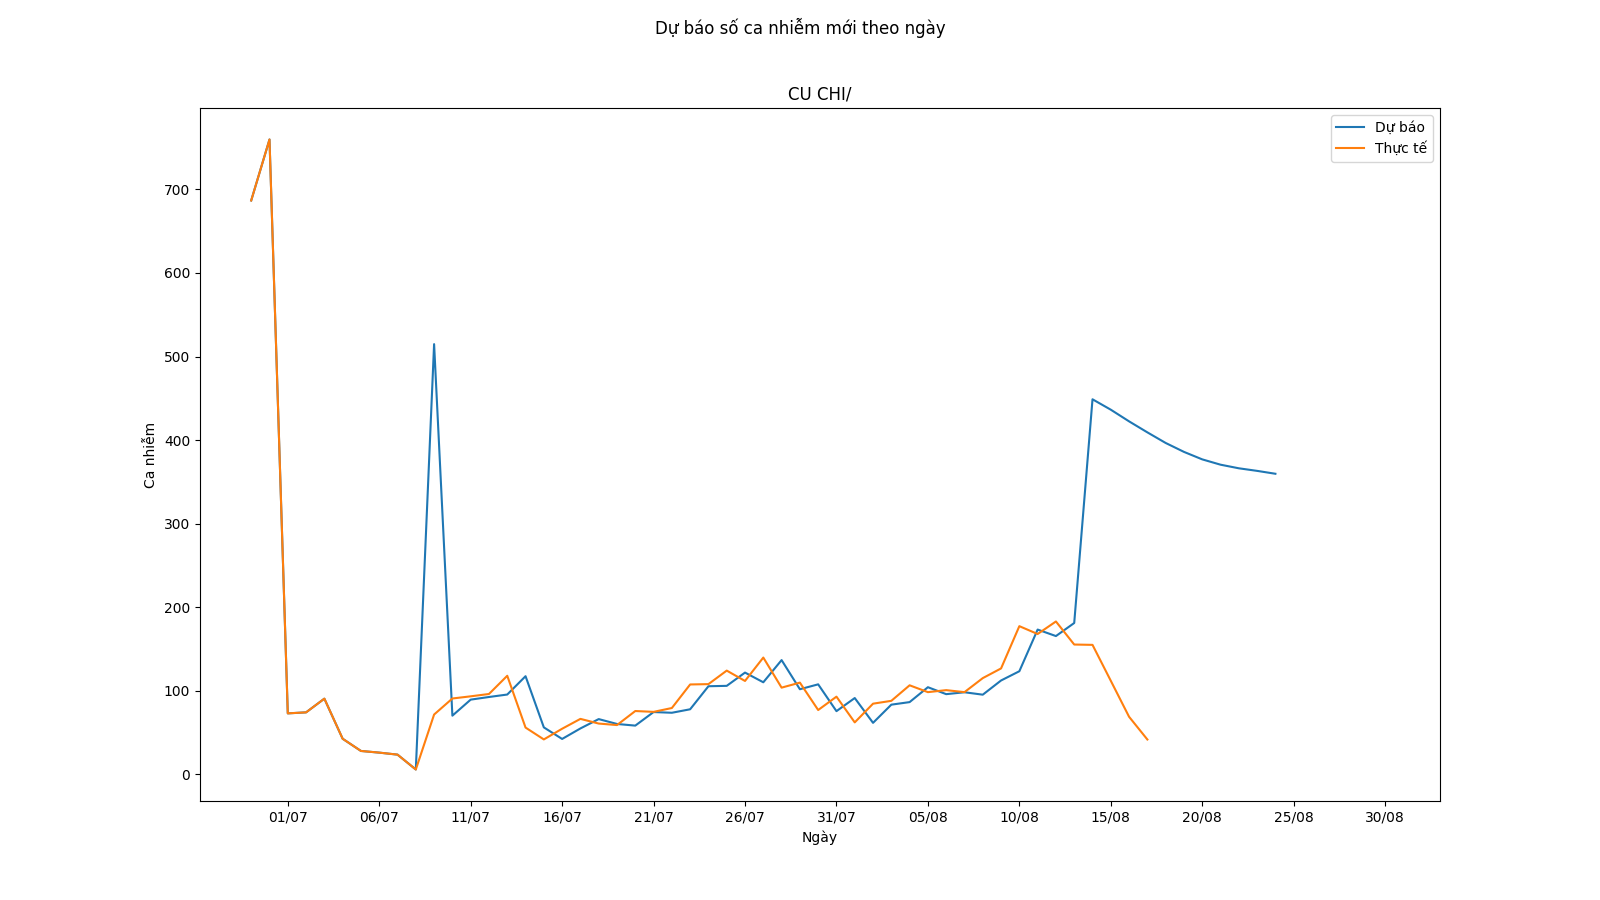 Dự báo số ca nhiễm mới theo ngày
CU CHI/
Dự báo
Thực tế
700
600
500
400
300
200
100
0
Ca nhiễm
01/07 06/07 11/07 16/07 21/07 26/07 31/07 05/08 10/08 15/08 20/08 25/08 30/08
Ngày